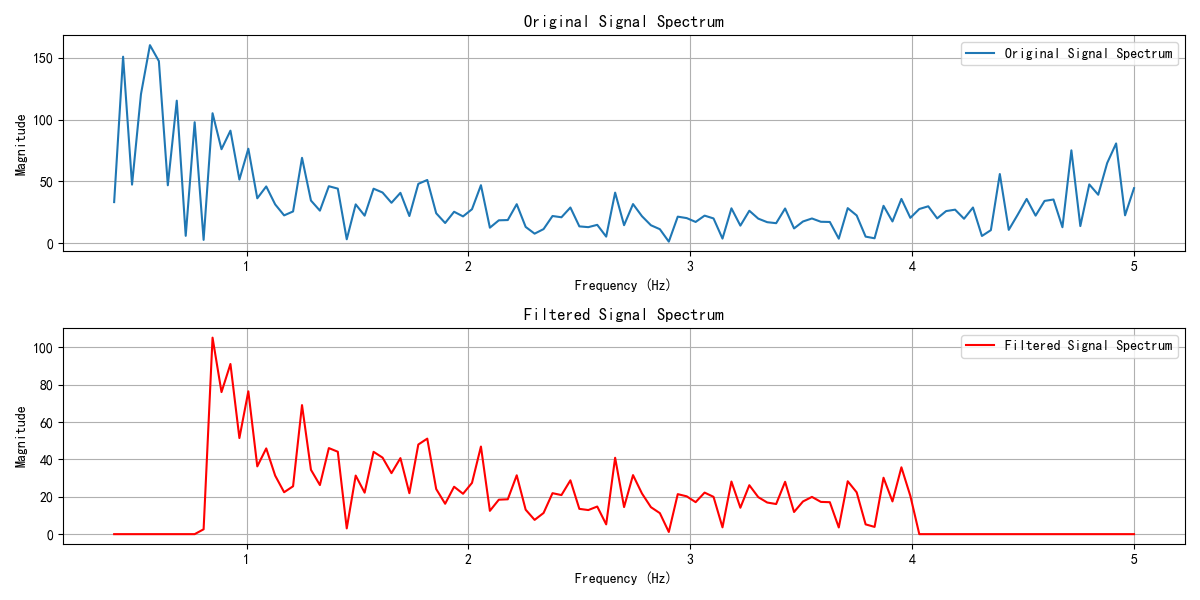 Original Signal Spectrum
Original Signal Spectrum
150
100
50
0
Magnitude
1
2
3
4
5
Frequency (Hz)
Filtered Signal Spectrum
Filtered Signal Spectrum
100
80
60
40
20
0
Magnitude
1
2
3
4
5
Frequency (Hz)